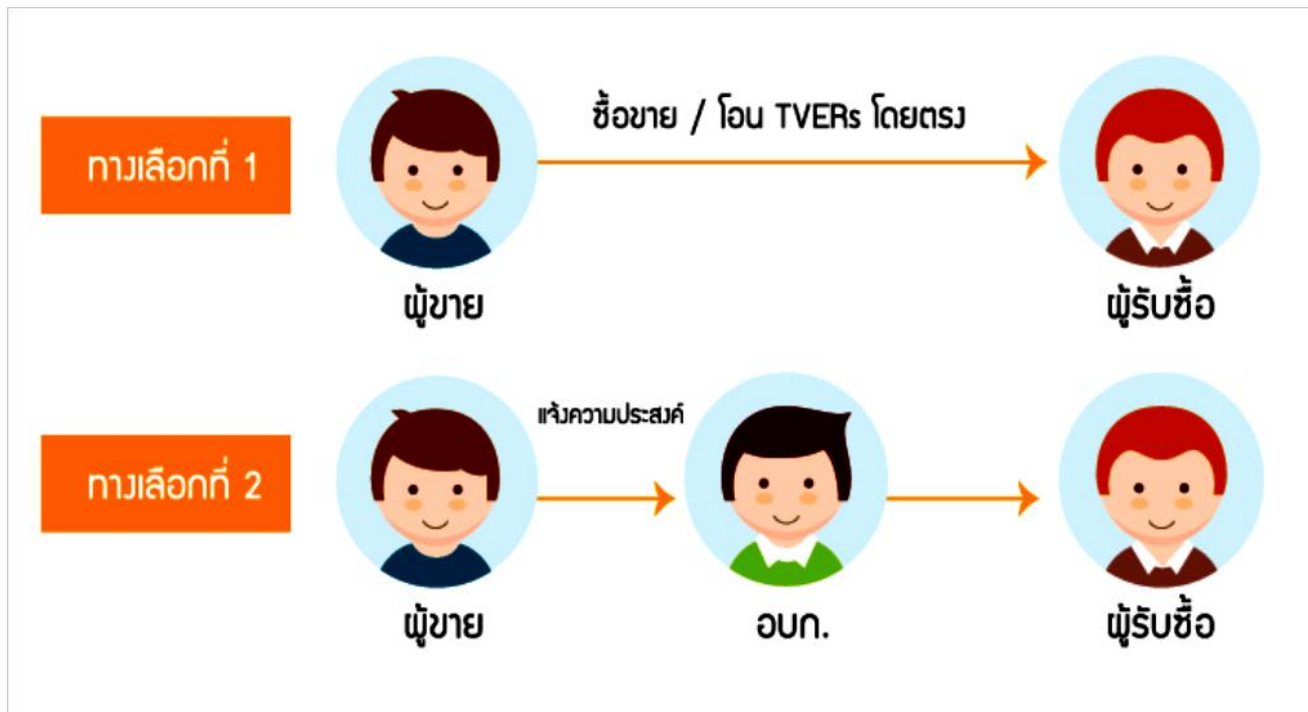 ซื้อขาย / โอน TVERs โดยตรง
ทางเลือกที่ 1
ผู้ขาย
ผู้รับซื้อ
แจ้งความประสงค์
ทางเลือกที่ 2
ผู้ขาย
อบก.
ผู้รับซื้อ